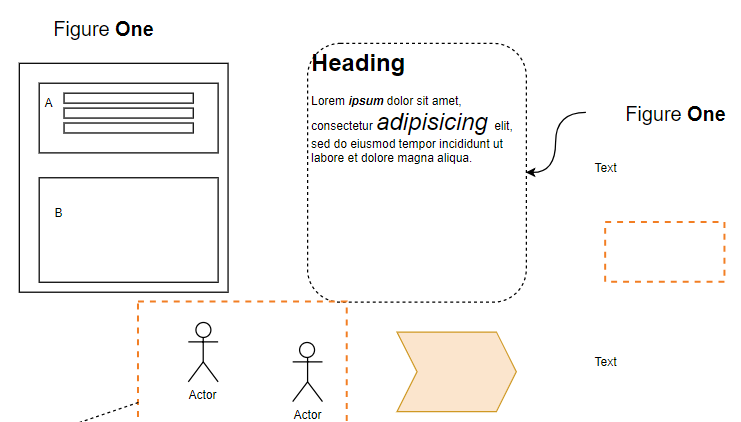 Figure One
A
B
Heading
Lorem ipsum dolor sit amet,
consectetur adipisicing elit,
sed do eiusmod tempor incididunt ut
labore et dolore magna aliqua.
Figure One
Text
Text
Actor
Actor